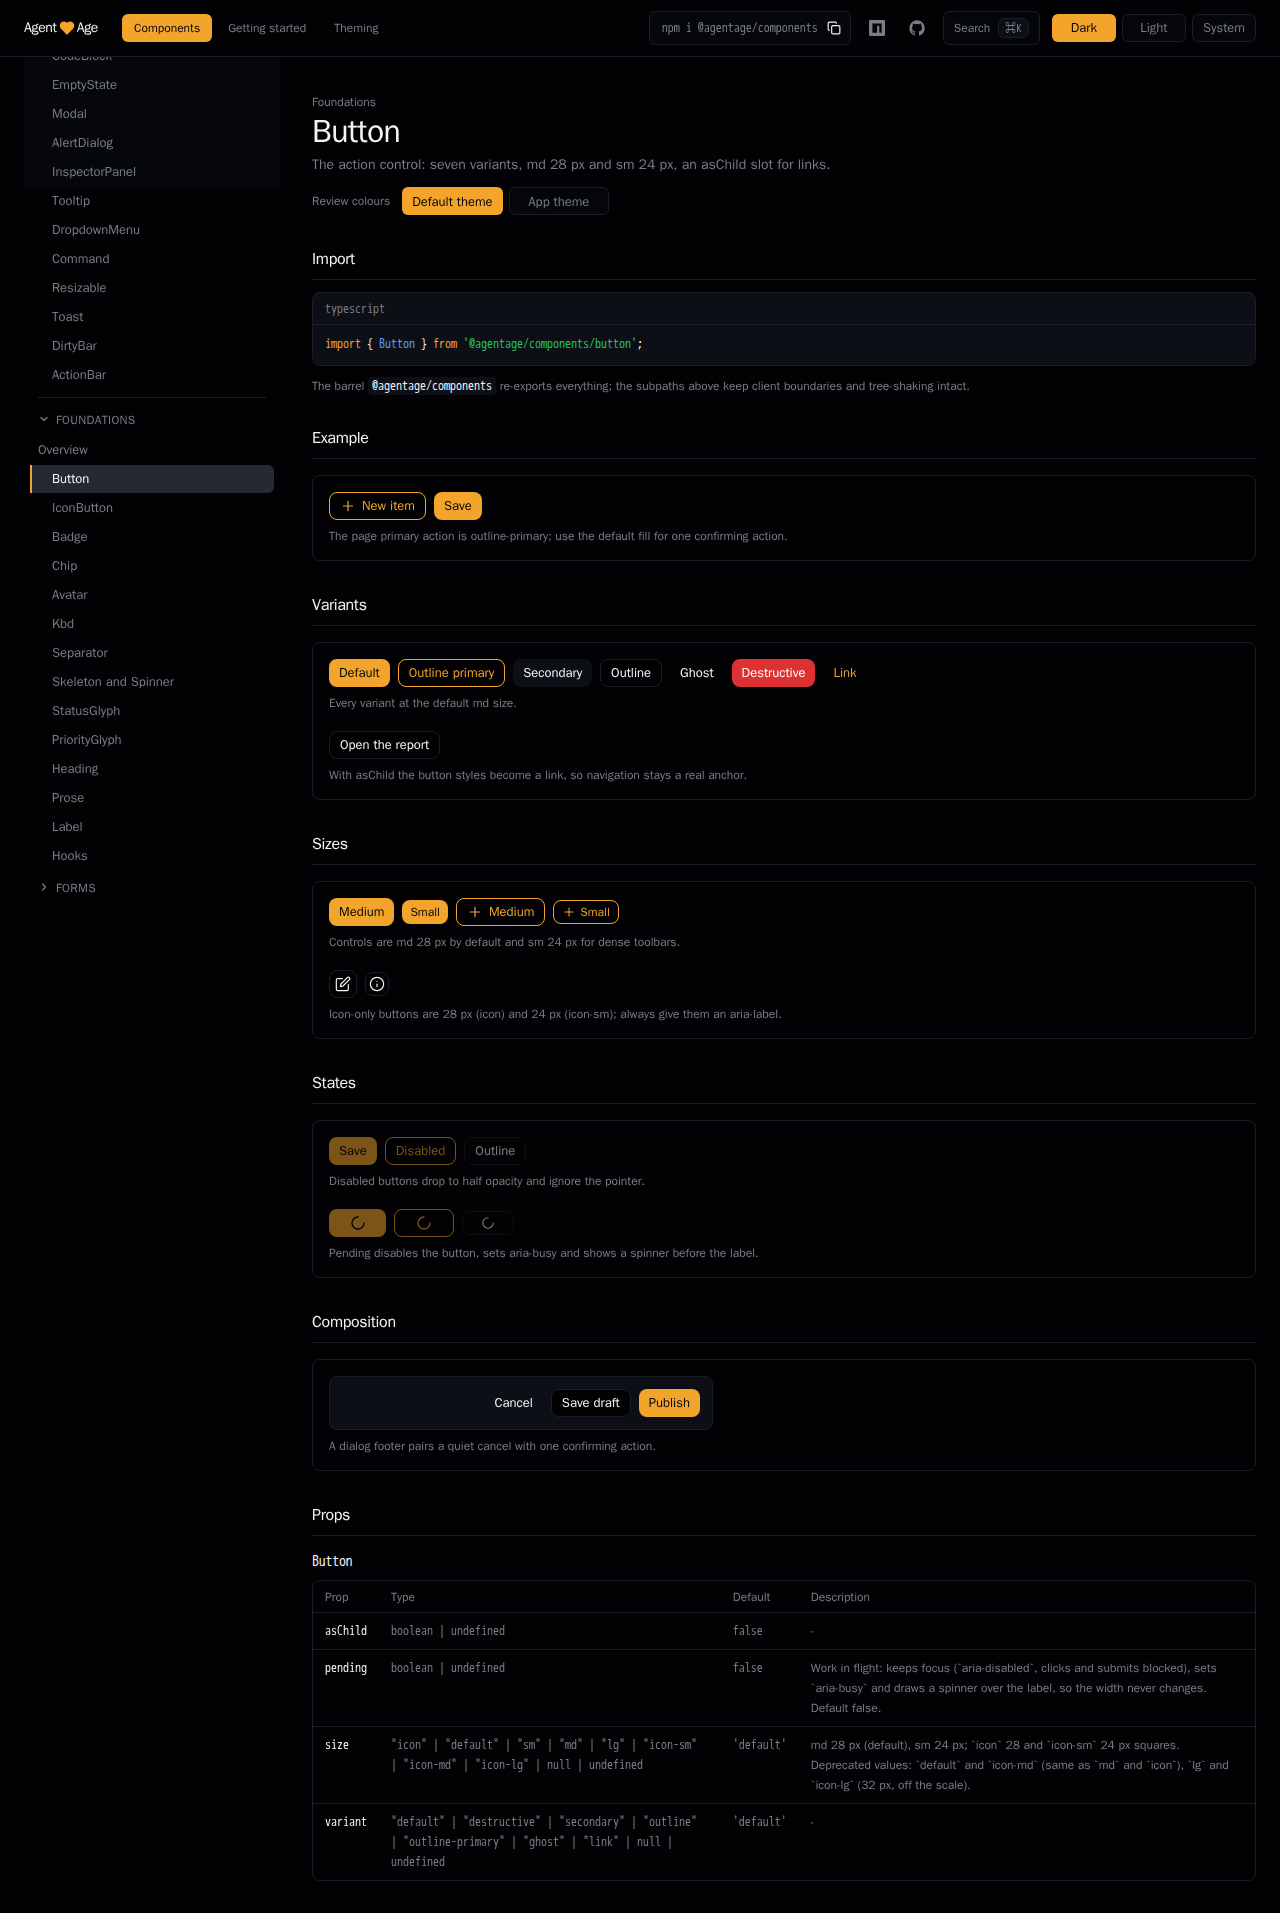 Agent Age
Components
Getting started
Theming
npm i @agentage/components
Search ⌘K
Dark
Light
System
CodeBlock
EmptyState
Modal
AlertDialog
InspectorPanel
Tooltip
DropdownMenu
Command
Resizable
Toast
DirtyBar
ActionBar
FOUNDATIONS
Overview
Button
IconButton
Badge
Chip
Avatar
Kbd
Separator
Skeleton and Spinner
StatusGlyph
PriorityGlyph
Heading
Prose
Label
Hooks
FORMS
Foundations
Button
The action control: seven variants, md 28 px and sm 24 px, an asChild slot for links.
Review colours
Default theme
App theme
Import
typescript
import { Button } from '@agentage/components/button';
The barrel @agentage/components re-exports everything; the subpaths above keep client boundaries and tree-shaking intact.
Example
New item
Save
The page primary action is outline-primary; use the default fill for one confirming action.
Variants
Default
Outline primary
Secondary
Outline
Ghost
Destructive
Link
Every variant at the default md size.
Open the report
With asChild the button styles become a link, so navigation stays a real anchor.
Sizes
Medium
Small
Medium
Small
Controls are md 28 px by default and sm 24 px for dense toolbars.
Icon-only buttons are 28 px (icon) and 24 px (icon-sm); always give them an aria-label.
States
Save
Disabled
Outline
Disabled buttons drop to half opacity and ignore the pointer.
Pending disables the button, sets aria-busy and shows a spinner before the label.
Composition
Cancel
Save draft
Publish
A dialog footer pairs a quiet cancel with one confirming action.
Props
Button
Prop Type Default Description
asChild boolean | undefined false -
pending boolean | undefined false Work in flight: keeps focus (`aria-disabled`, clicks and submits blocked), sets
`aria-busy` and draws a spinner over the label, so the width never changes.
Default false.
size "icon" | "default" | "sm" | "md" | "lg" | "icon-sm" 'default' md 28 px (default), sm 24 px; `icon` 28 and `icon-sm` 24 px squares.
| "icon-md" | "icon-lg" | null | undefined Deprecated values: `default` and `icon-md` (same as `md` and `icon`), `lg` and
`icon-lg` (32 px, off the scale).
variant "default" | "destructive" | "secondary" | "outline" 'default' -
| "outline-primary" | "ghost" | "link" | null |
undefined